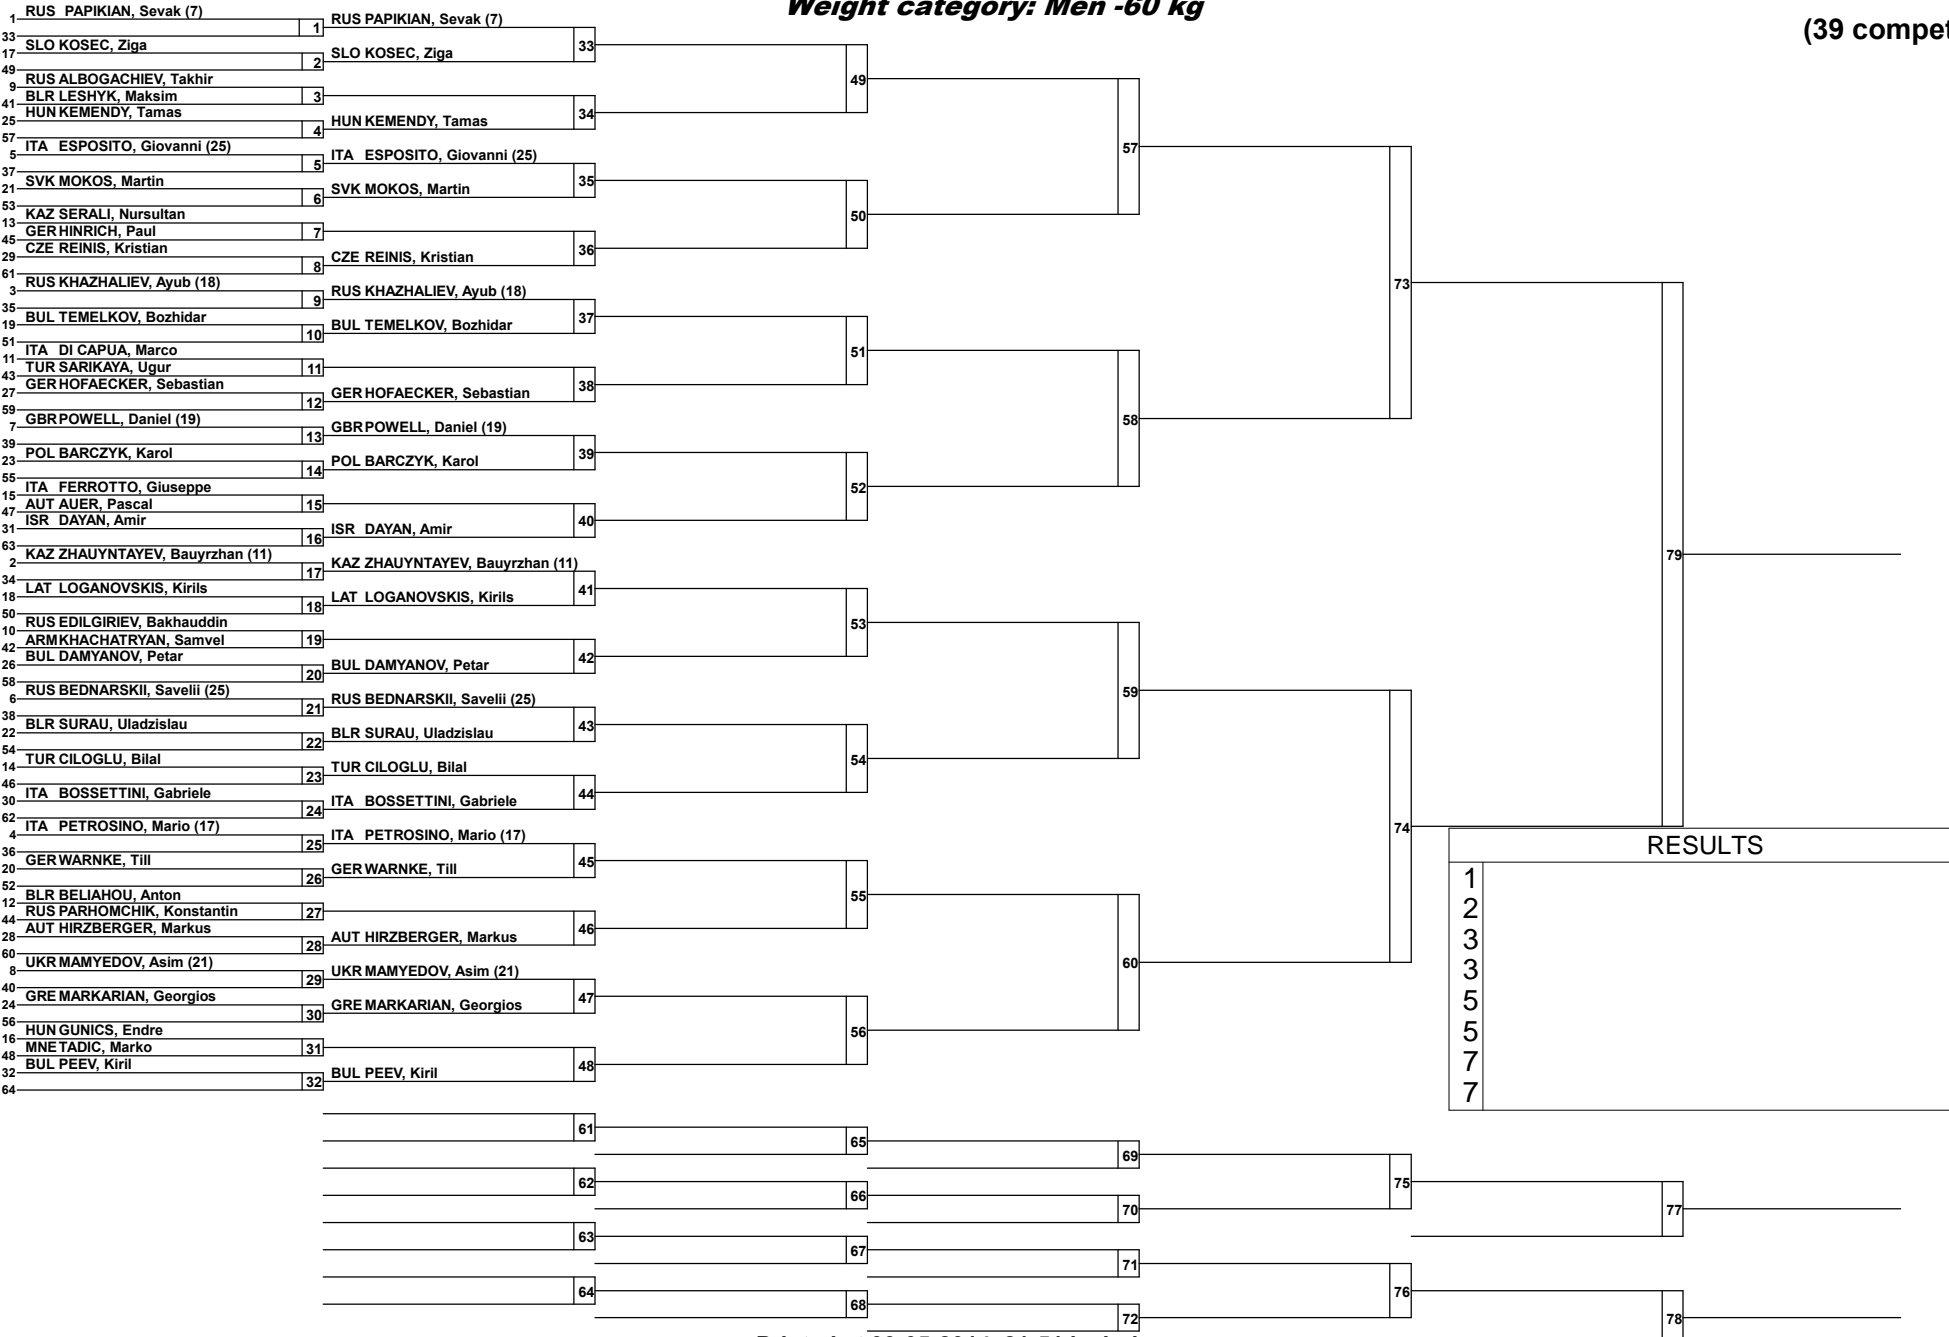 Weight category: Men -60 kg
(39 compet
1 RUS PAPIKIAN, Sevak (7)
33
17 SLO KOSEC, Ziga
49
9 RUS ALBOGACHIEV, Takhir
41 BLR LESHYK, Maksim
25 HUN KEMENDY, Tamas
57
5 ITA ESPOSITO, Giovanni (25)
37
21 SVK MOKOS, Martin
53
13 KAZ SERALI, Nursultan
45 GER HINRICH, Paul
29 CZE REINIS, Kristian
61
3 RUS KHAZHALIEV, Ayub (18)
35
19 BUL TEMELKOV, Bozhidar
51
11 ITA DI CAPUA, Marco
43 TUR SARIKAYA, Ugur
27 GER HOFAECKER, Sebastian
59
7 GBR POWELL, Daniel (19)
39
23 POL BARCZYK, Karol
55
15 ITA FERROTTO, Giuseppe
47 AUT AUER, Pascal
31 ISR DAYAN, Amir
63
2 KAZ ZHAUYNTAYEV, Bauyrzhan (11)
34
18 LAT LOGANOVSKIS, Kirils
50
10 RUS EDILGIRIEV, Bakhauddin
42 ARM KHACHATRYAN, Samvel
26 BUL DAMYANOV, Petar
58
6 RUS BEDNARSKII, Savelii (25)
38
22 BLR SURAU, Uladzislau
54
14 TUR CILOGLU, Bilal
46
30 ITA BOSSETTINI, Gabriele
62
4 ITA PETROSINO, Mario (17)
36
20 GER WARNKE, Till
52
12 BLR BELIAHOU, Anton
44 RUS PARHOMCHIK, Konstantin
28 AUT HIRZBERGER, Markus
60
8 UKR MAMYEDOV, Asim (21)
40
24 GRE MARKARIAN, Georgios
56
16 HUN GUNICS, Endre
48 MNE TADIC, Marko
32 BUL PEEV, Kiril
64
1 RUS PAPIKIAN, Sevak (7)
2 SLO KOSEC, Ziga
3
4 HUN KEMENDY, Tamas
5 ITA ESPOSITO, Giovanni (25)
6 SVK MOKOS, Martin
7
8 CZE REINIS, Kristian
9 RUS KHAZHALIEV, Ayub (18)
10 BUL TEMELKOV, Bozhidar
11
12 GER HOFAECKER, Sebastian
13 GBR POWELL, Daniel (19)
14 POL BARCZYK, Karol
15
16 ISR DAYAN, Amir
17 KAZ ZHAUYNTAYEV, Bauyrzhan (11)
18 LAT LOGANOVSKIS, Kirils
19
20 BUL DAMYANOV, Petar
21 RUS BEDNARSKII, Savelii (25)
22 BLR SURAU, Uladzislau
23 TUR CILOGLU, Bilal
24 ITA BOSSETTINI, Gabriele
25 ITA PETROSINO, Mario (17)
26 GER WARNKE, Till
27
28 AUT HIRZBERGER, Markus
29 UKR MAMYEDOV, Asim (21)
30 GRE MARKARIAN, Georgios
31
32 BUL PEEV, Kiril
33
34
35
36
37
38
39
40
41
42
43
44
45
46
47
48
49
50
51
52
53
54
55
56
57
58
59
60
73
74
79
RESULTS
1
2
3
3
5
5
7
7
61
62
63
64
65
66
67
68
69
70
71
72
75
76
77
78